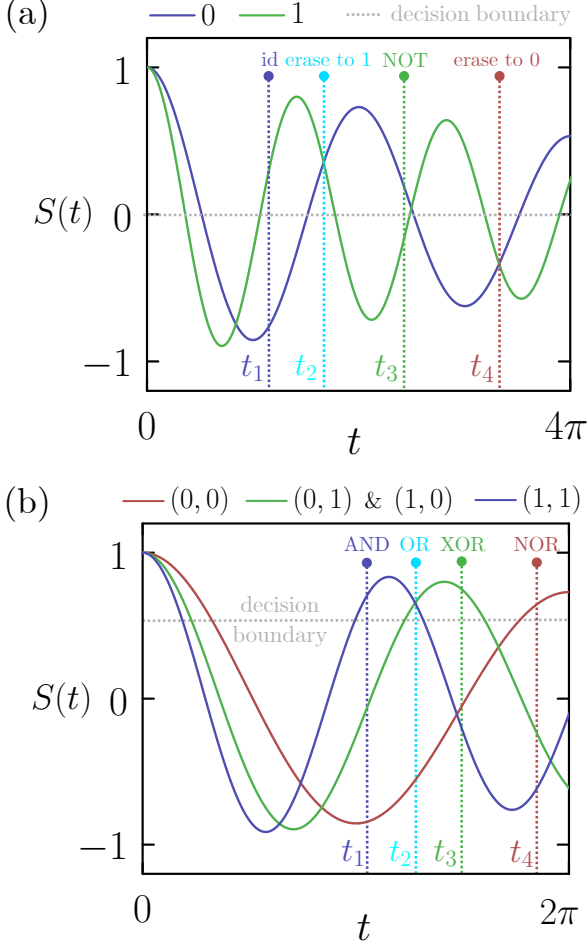 (a)
0 1 decision boundary
id erase to 1 NOT erase to 0
1
S(t) 0
−1
t₁ t₂ t₃ t₄
0 t 4π
(b)
(0, 0) (0, 1) & (1, 0) (1, 1)
AND OR XOR NOR
1
decision
boundary
S(t) 0
−1
t₁ t₂ t₃ t₄
0 t 2π